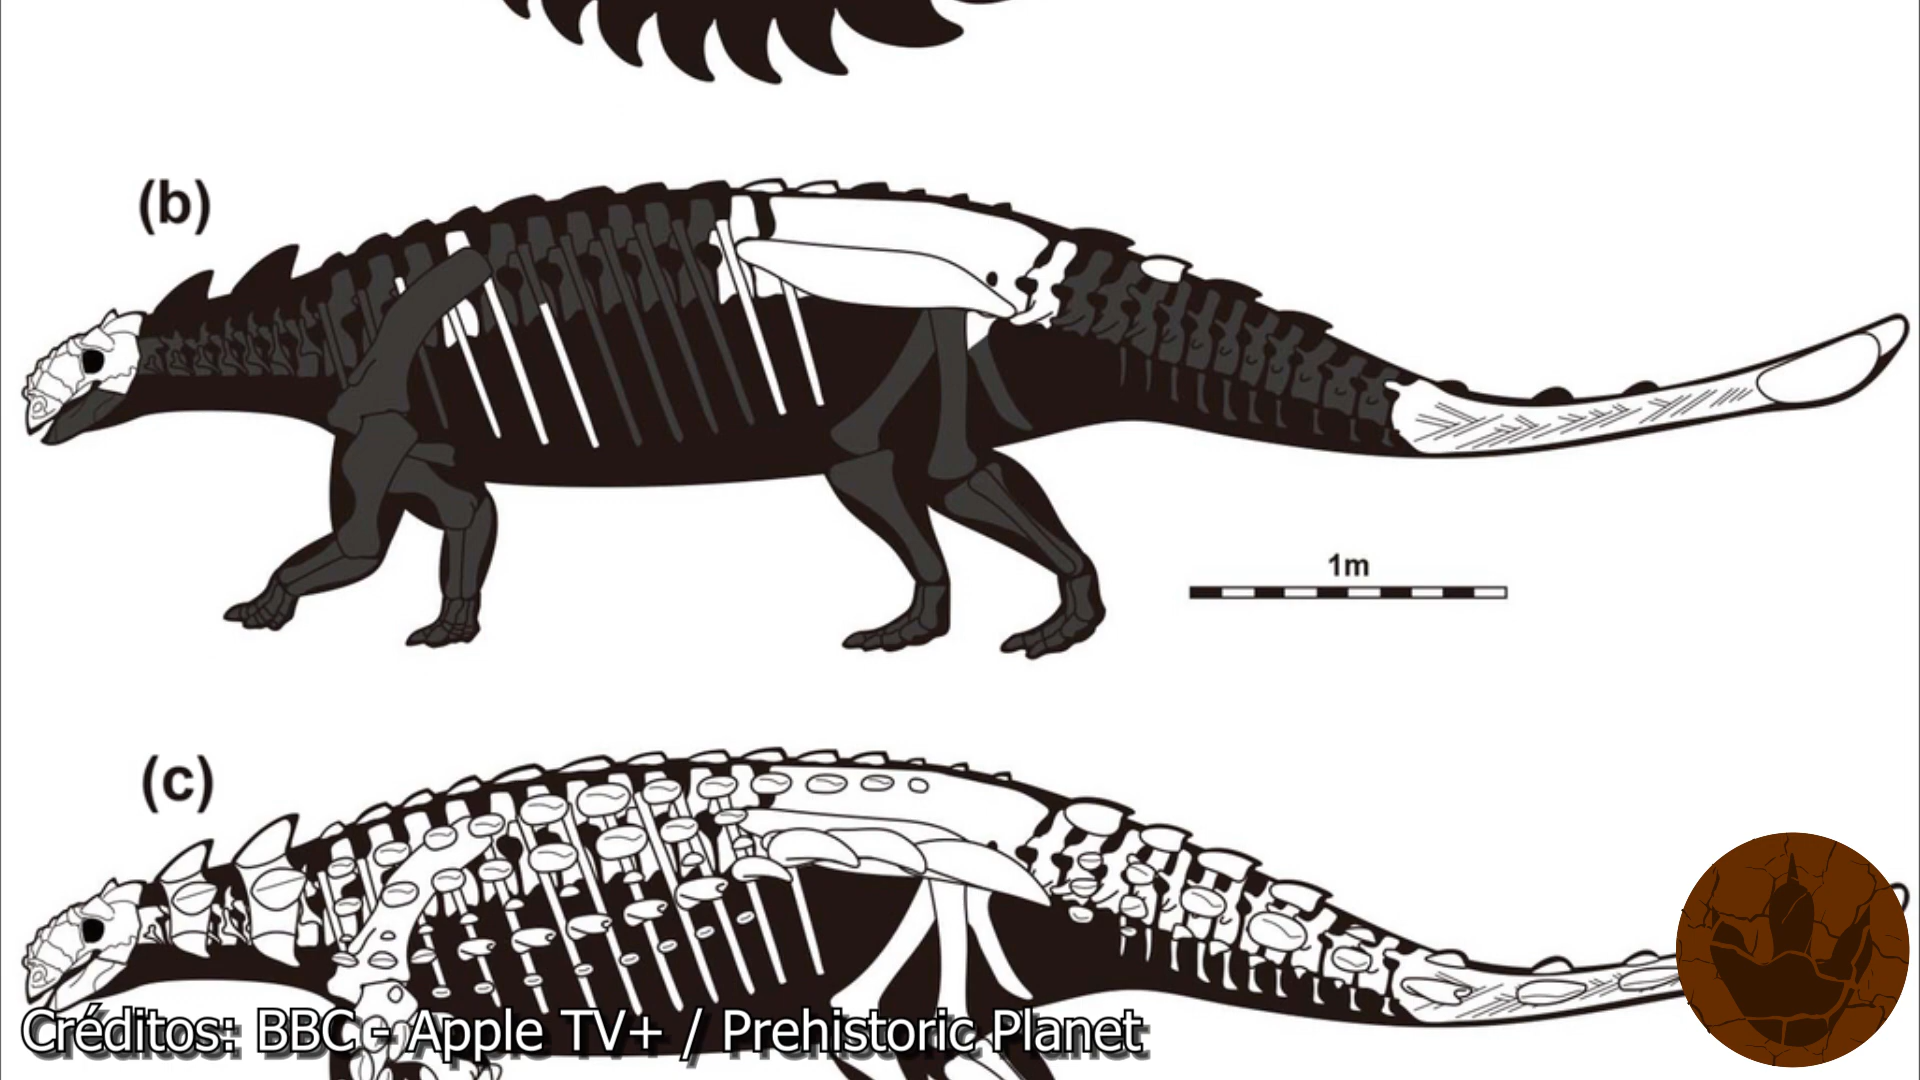 (b)
1m
(c)
Créditos: BBC - Apple TV+ / Prehistoric Planet